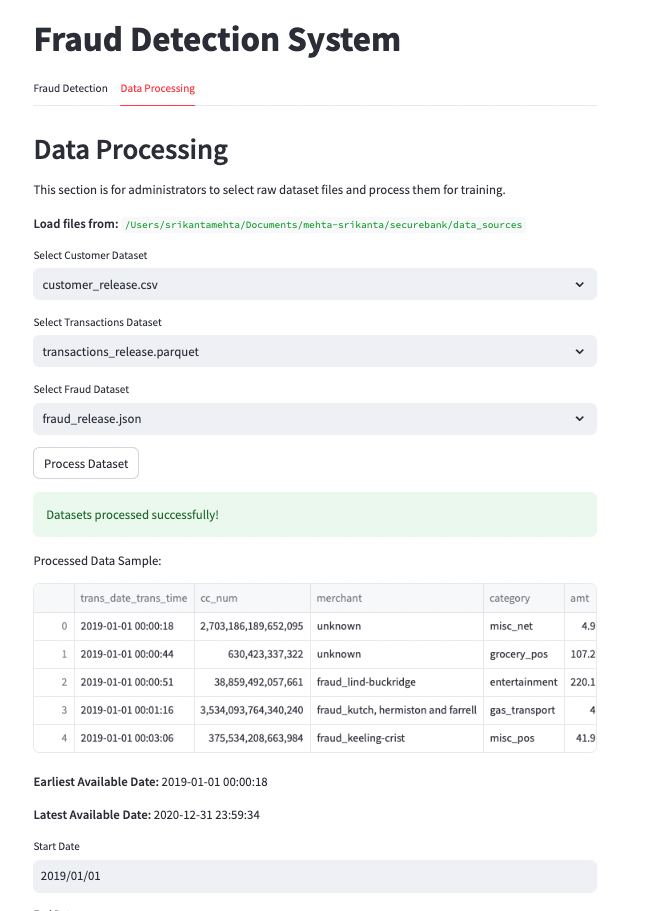 Fraud Detection System
Fraud Detection Data Processing
Data Processing
This section is for administrators to select raw dataset files and process them for training.
Load files from: /Users/srikantamehta/Documents/mehta-srikanta/securebank/data_sources
Select Customer Dataset
customer_release.csv
Select Transactions Dataset
transactions_release.parquet
Select Fraud Dataset
fraud_release.json
Process Dataset
Datasets processed successfully!
Processed Data Sample:
trans_date_trans_time cc_num merchant category amt
0 2019-01-01 00:00:18 2,703,186,189,652,095 unknown misc_net 4.9
1 2019-01-01 00:00:44 630,423,337,322 unknown grocery_pos 107.2
2 2019-01-01 00:00:51 38,859,492,057,661 fraud_lind-buckridge entertainment 220.1
3 2019-01-01 00:01:16 3,534,093,764,340,240 fraud_kutch, hermiston and farrell gas_transport 4
4 2019-01-01 00:03:06 375,534,208,663,984 fraud_keeling-crist misc_pos 41.9
Earliest Available Date: 2019-01-01 00:00:18
Latest Available Date: 2020-12-31 23:59:34
Start Date
2019/01/01